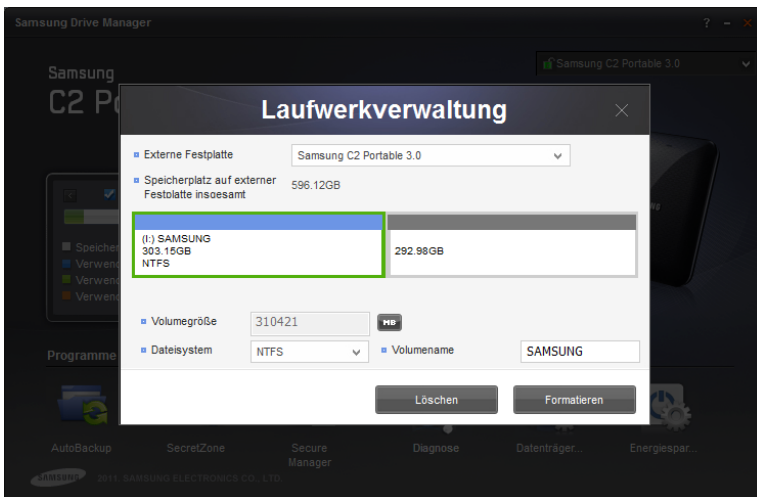 Samsung Drive Manager ? – ×
Samsung
Samsung C2 Portable 3.0
C2 Po
Laufwerkverwaltung
Externe Festplatte
Samsung C2 Portable 3.0
Speicherplatz auf externer
Festplatte insoesamt
596.12GB
(I:) SAMSUNG
303.15GB
NTFS
292.98GB
Speicher
Verwend
Verwend
Verwend
Volumegröße
310421
MB
Dateisystem
NTFS
Volumename
SAMSUNG
Löschen
Formatieren
Programme
AutoBackup
SecretZone
Secure
Manager
Diagnose
Datenträger...
Energiespar...
SAMSUNG 2011. SAMSUNG ELECTRONICS CO., LTD.